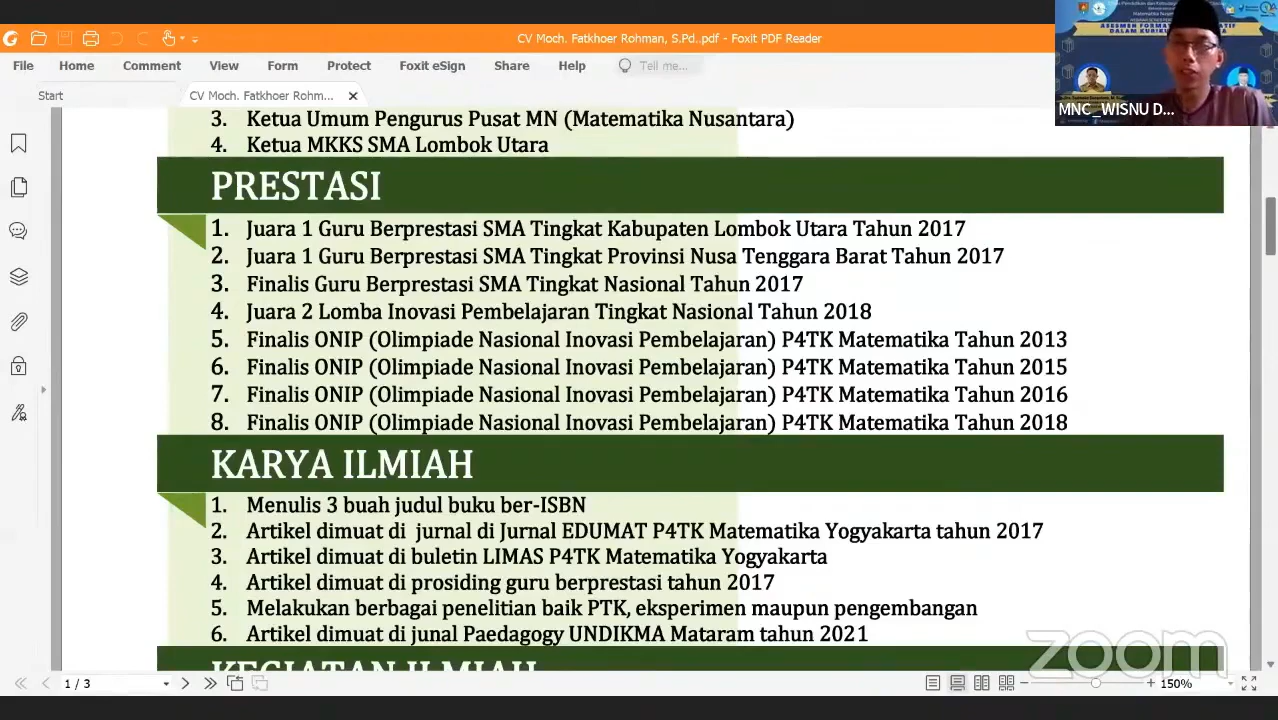 CV Moch. Fatkhoer Rohman, S.Pd..pdf - Foxit PDF Reader
File Home Comment View Form Protect Foxit eSign Share Help Tell me...
Start CV Moch. Fatkhoer Rohm...
MNC_WISNU D...
3. Ketua Umum Pengurus Pusat MN (Matematika Nusantara)
4. Ketua MKKS SMA Lombok Utara
PRESTASI
1. Juara 1 Guru Berprestasi SMA Tingkat Kabupaten Lombok Utara Tahun 2017
2. Juara 1 Guru Berprestasi SMA Tingkat Provinsi Nusa Tenggara Barat Tahun 2017
3. Finalis Guru Berprestasi SMA Tingkat Nasional Tahun 2017
4. Juara 2 Lomba Inovasi Pembelajaran Tingkat Nasional Tahun 2018
5. Finalis ONIP (Olimpiade Nasional Inovasi Pembelajaran) P4TK Matematika Tahun 2013
6. Finalis ONIP (Olimpiade Nasional Inovasi Pembelajaran) P4TK Matematika Tahun 2015
7. Finalis ONIP (Olimpiade Nasional Inovasi Pembelajaran) P4TK Matematika Tahun 2016
8. Finalis ONIP (Olimpiade Nasional Inovasi Pembelajaran) P4TK Matematika Tahun 2018
KARYA ILMIAH
1. Menulis 3 buah judul buku ber-ISBN
2. Artikel dimuat di jurnal di Jurnal EDUMAT P4TK Matematika Yogyakarta tahun 2017
3. Artikel dimuat di buletin LIMAS P4TK Matematika Yogyakarta
4. Artikel dimuat di prosiding guru berprestasi tahun 2017
5. Melakukan berbagai penelitian baik PTK, eksperimen maupun pengembangan
6. Artikel dimuat di junal Paedagogy UNDIKMA Mataram tahun 2021
KEGIATAN ILMIAH
zoom
1 / 3
150%